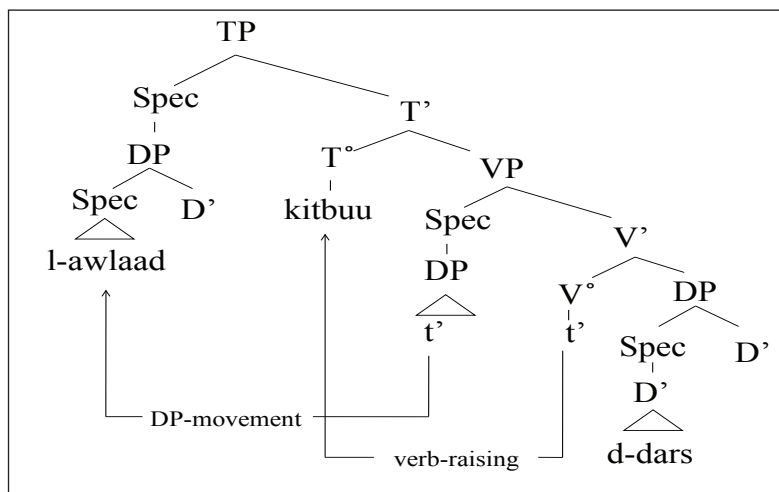 TP
Spec T’
DP T° VP
Spec D’ kitbuu Spec V’
l-awlaad DP V° DP
t’ t’ Spec D’
DP-movement D’
verb-raising d-dars